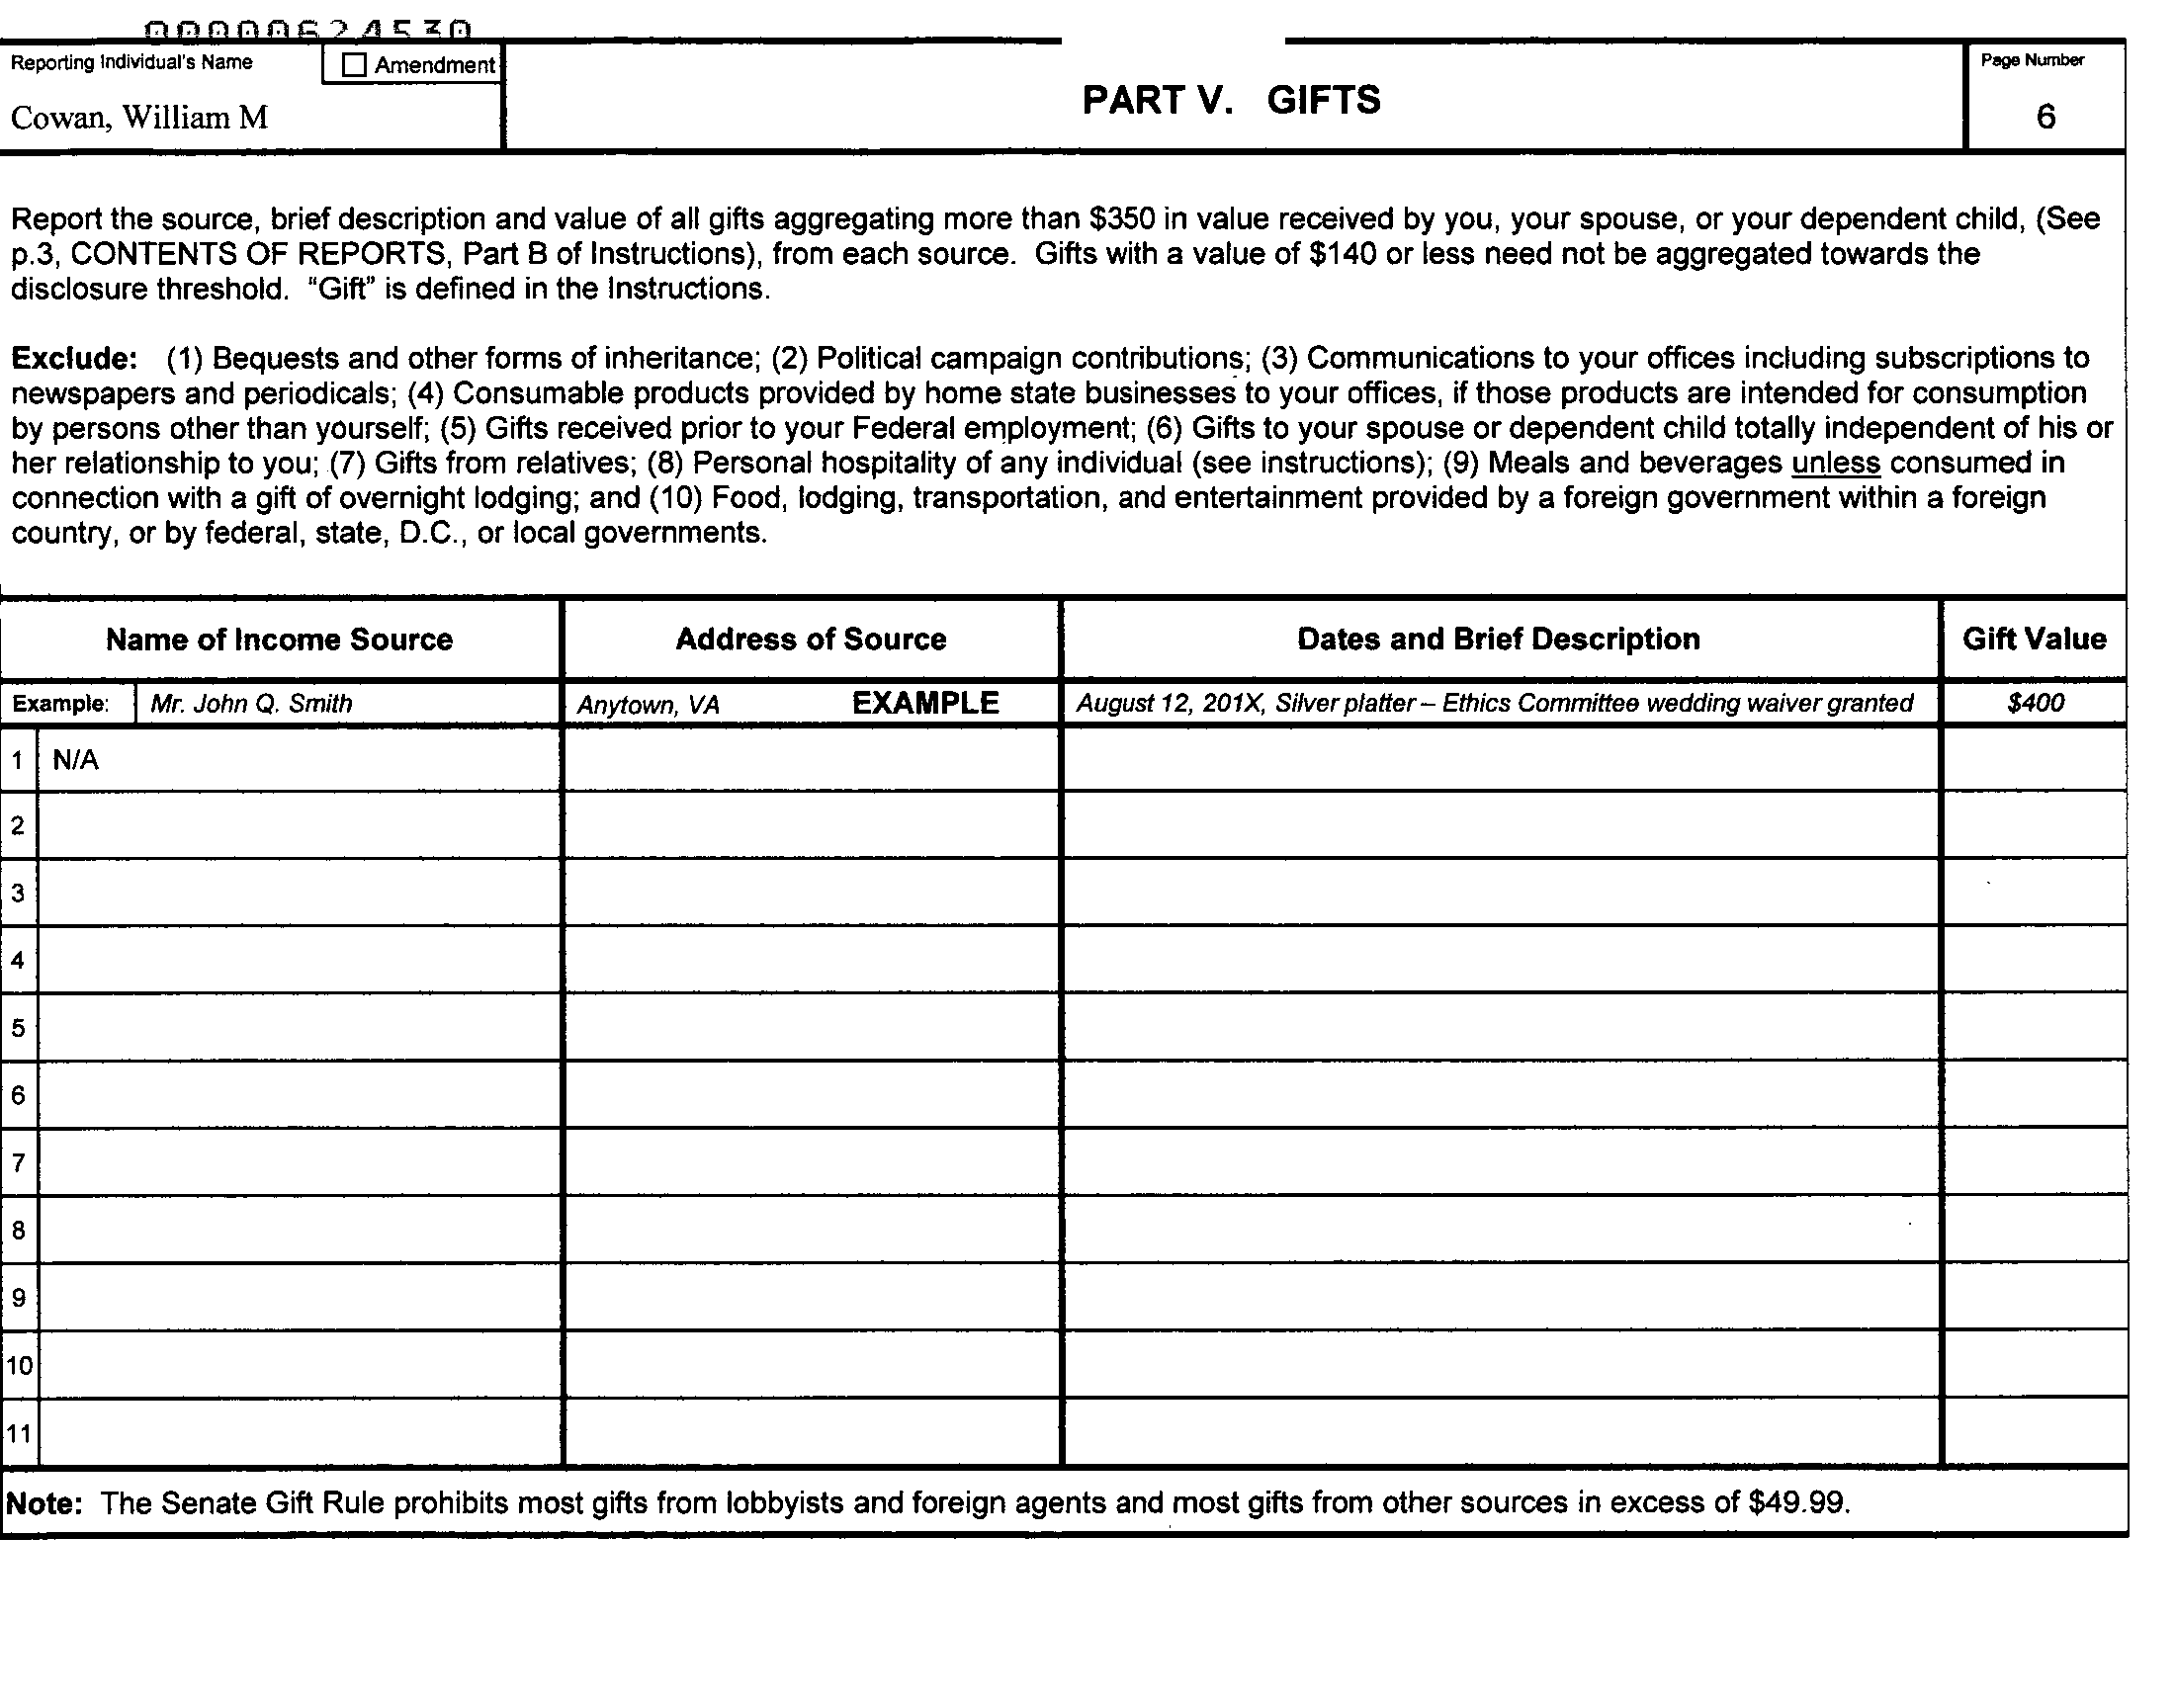 000000624530
Reporting Individual's Name
Amendment
Cowan, William M
PART V. GIFTS
Page Number
6
Report the source, brief description and value of all gifts aggregating more than $350 in value received by you, your spouse, or your dependent child, (See
p.3, CONTENTS OF REPORTS, Part B of Instructions), from each source. Gifts with a value of $140 or less need not be aggregated towards the
disclosure threshold. "Gift" is defined in the Instructions.
Exclude: (1) Bequests and other forms of inheritance; (2) Political campaign contributions; (3) Communications to your offices including subscriptions to
newspapers and periodicals; (4) Consumable products provided by home state businesses to your offices, if those products are intended for consumption
by persons other than yourself; (5) Gifts received prior to your Federal employment; (6) Gifts to your spouse or dependent child totally independent of his or
her relationship to you; (7) Gifts from relatives; (8) Personal hospitality of any individual (see instructions); (9) Meals and beverages unless consumed in
connection with a gift of overnight lodging; and (10) Food, lodging, transportation, and entertainment provided by a foreign government within a foreign
country, or by federal, state, D.C., or local governments.
Name of Income Source Address of Source Dates and Brief Description Gift Value
Example: Mr. John Q. Smith Anytown, VA EXAMPLE August 12, 201X, Silver platter – Ethics Committee wedding waiver granted $400
1 N/A
2
3
4
5
6
7
8
9
10
11
Note: The Senate Gift Rule prohibits most gifts from lobbyists and foreign agents and most gifts from other sources in excess of $49.99.